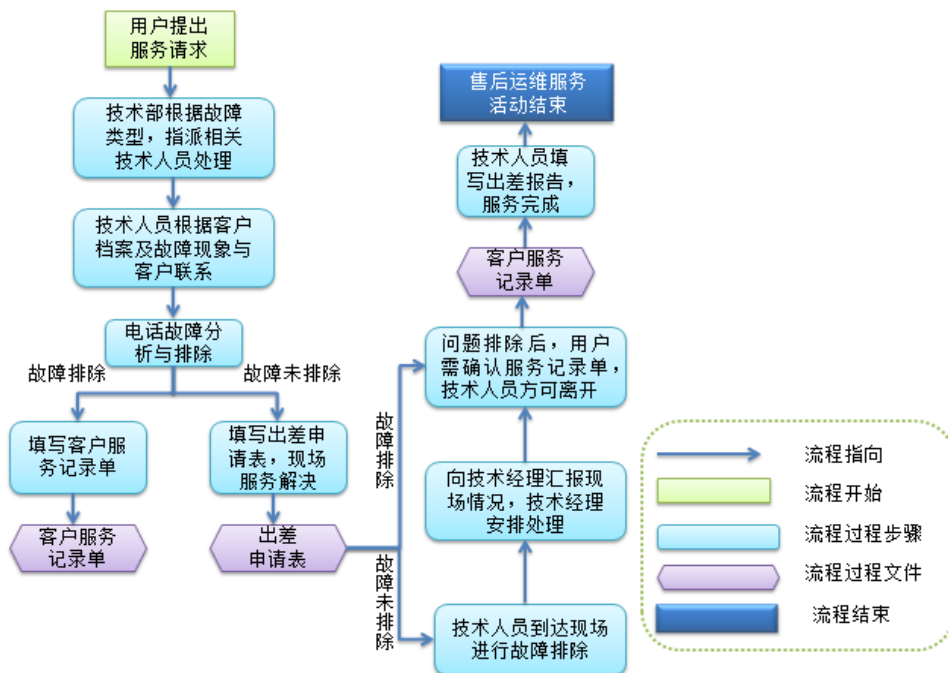 用户提出
服务请求
技术部根据故障
类型，指派相关
技术人员处理
技术人员根据客户
档案及故障现象与
客户联系
电话故障分
析与排除
故障排除
故障未排除
填写客户服
务记录单
填写出差申
请表，现场
服务解决
客户服务
记录单
出差
申请表
故障排除
故障未排除
售后运维服务
活动结束
技术人员填
写出差报告，
服务完成
客户服务
记录单
问题排除后，用户
需确认服务记录单，
技术人员方可离开
向技术经理汇报现
场情况，技术经理
安排处理
技术人员到达现场
进行故障排除
流程指向
流程开始
流程过程步骤
流程过程文件
流程结束